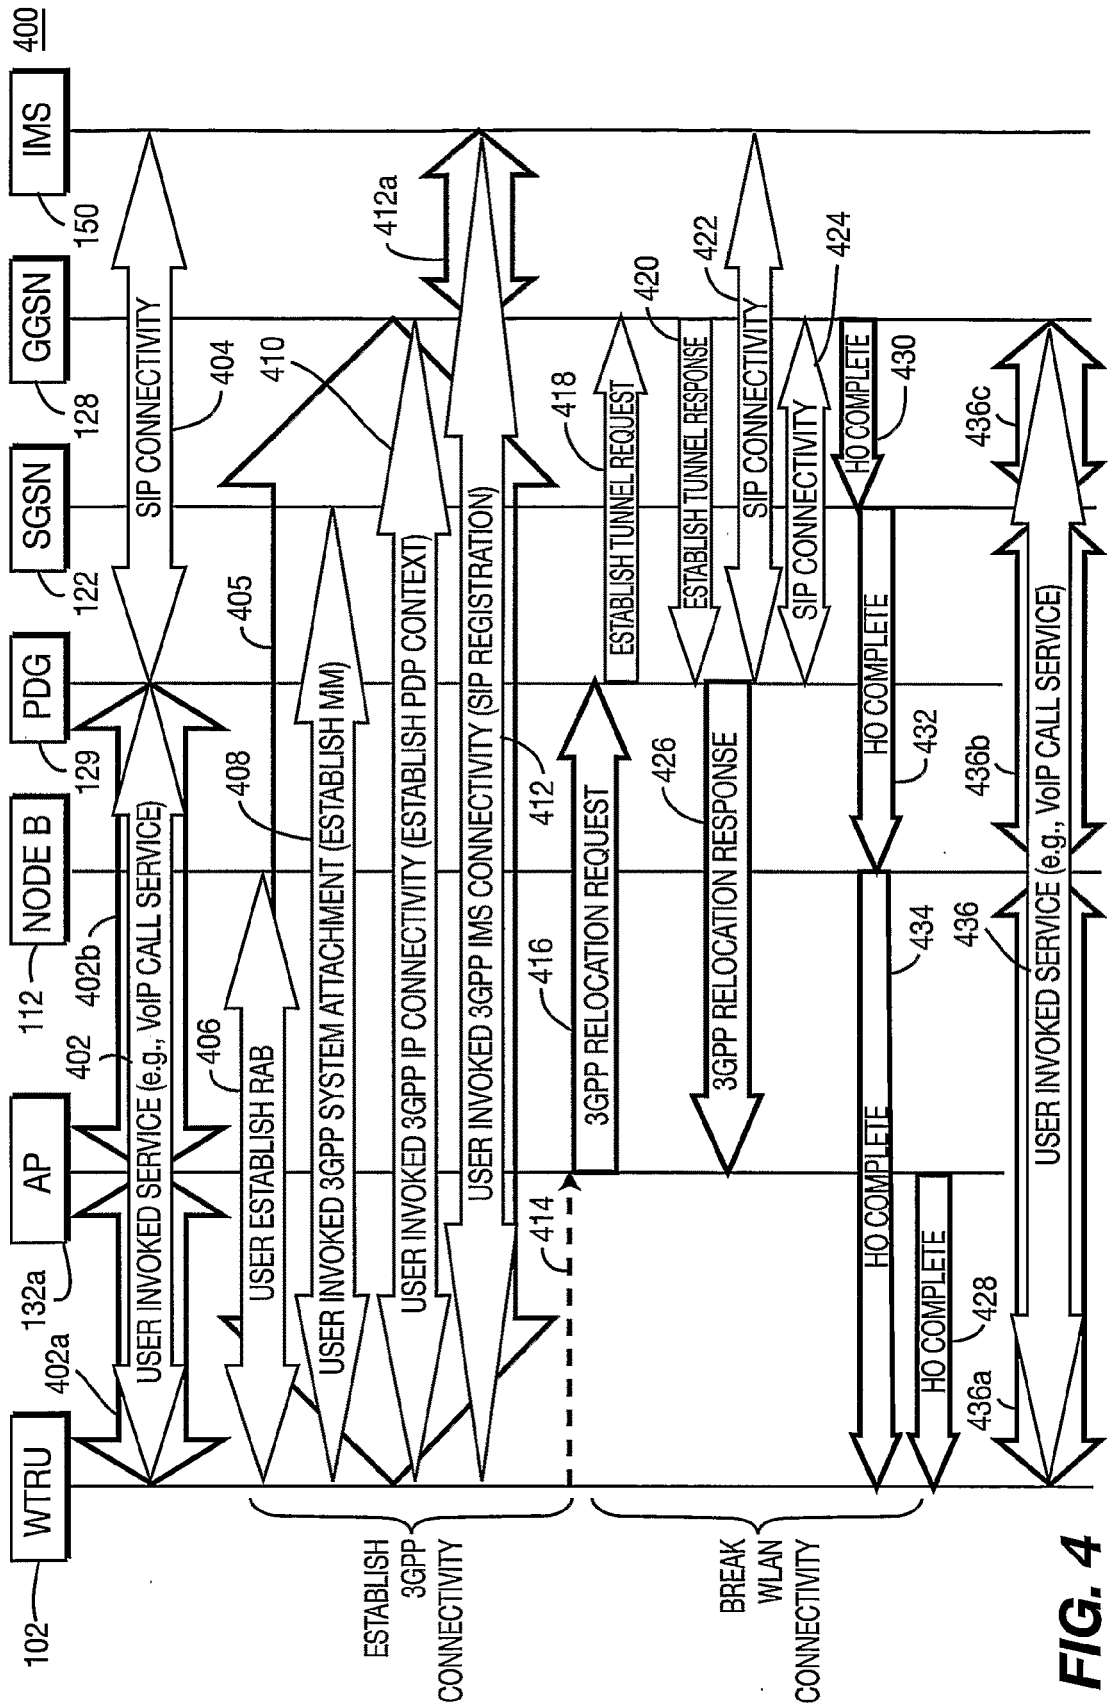 400
WTRU
AP
NODE B
PDG
SGSN
GGSN
IMS
102
132a
112
129
122
128
150
402a
402
402b
USER INVOKED SERVICE (e.g., VoIP CALL SERVICE)
SIP CONNECTIVITY
404
405
406
USER ESTABLISH RAB
408
USER INVOKED 3GPP SYSTEM ATTACHMENT (ESTABLISH MM)
410
USER INVOKED 3GPP IP CONNECTIVITY (ESTABLISH PDP CONTEXT)
412a
USER INVOKED 3GPP IMS CONNECTIVITY (SIP REGISTRATION)
412
ESTABLISH
3GPP
CONNECTIVITY
414
416
3GPP RELOCATION REQUEST
418
ESTABLISH TUNNEL REQUEST
420
ESTABLISH TUNNEL RESPONSE
422
SIP CONNECTIVITY
424
SIP CONNECTIVITY
426
3GPP RELOCATION RESPONSE
BREAK
WLAN
CONNECTIVITY
HO COMPLETE
430
HO COMPLETE
432
HO COMPLETE
434
HO COMPLETE
428
436a
436
436b
436c
USER INVOKED SERVICE (e.g., VoIP CALL SERVICE)
FIG. 4